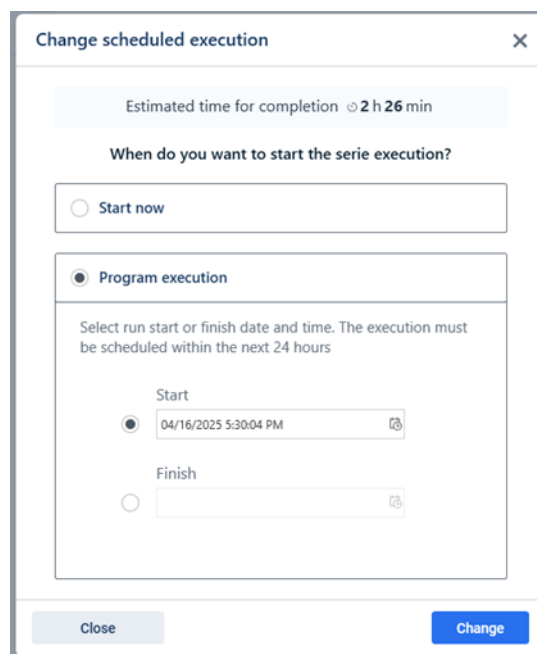 Change scheduled execution
Estimated time for completion 2 h 26 min
When do you want to start the serie execution?
Start now
Program execution
Select run start or finish date and time. The execution must
be scheduled within the next 24 hours
Start
04/16/2025 5:30:04 PM
Finish
Close
Change